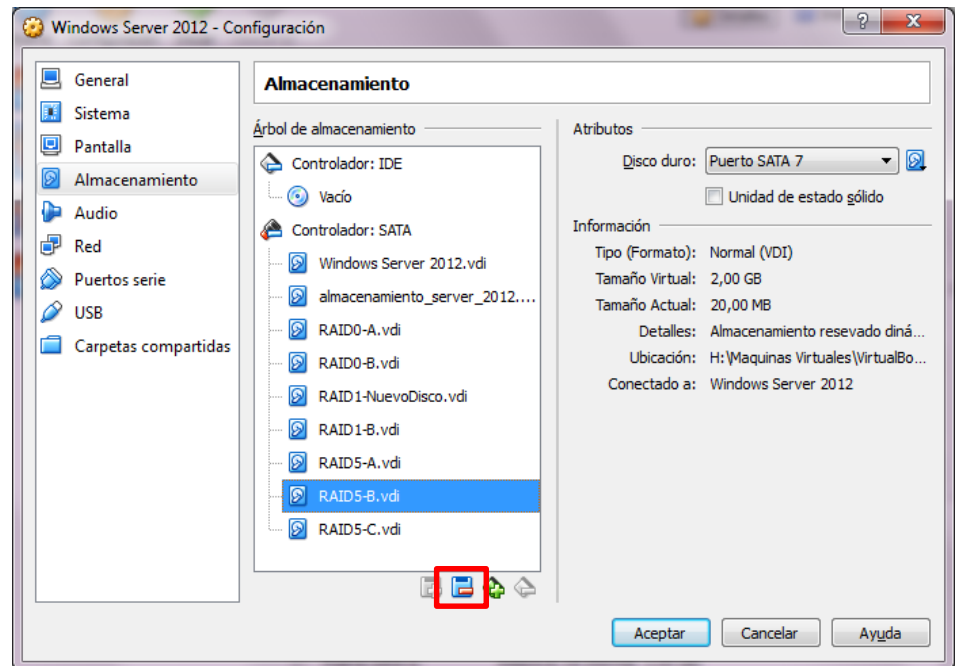 Windows Server 2012 - Configuración
General
Sistema
Pantalla
Almacenamiento
Audio
Red
Puertos serie
USB
Carpetas compartidas
Almacenamiento
Árbol de almacenamiento
Controlador: IDE
Vacío
Controlador: SATA
Windows Server 2012.vdi
almacenamiento_server_2012....
RAID0-A.vdi
RAID0-B.vdi
RAID1-NuevoDisco.vdi
RAID1-B.vdi
RAID5-A.vdi
RAID5-B.vdi
RAID5-C.vdi
Atributos
Disco duro: Puerto SATA 7
Unidad de estado sólido
Información
Tipo (Formato): Normal (VDI)
Tamaño Virtual: 2,00 GB
Tamaño Actual: 20,00 MB
Detalles: Almacenamiento resevado diná...
Ubicación: H:\Maquinas Virtuales\VirtualBo...
Conectado a: Windows Server 2012
Aceptar Cancelar Ayuda